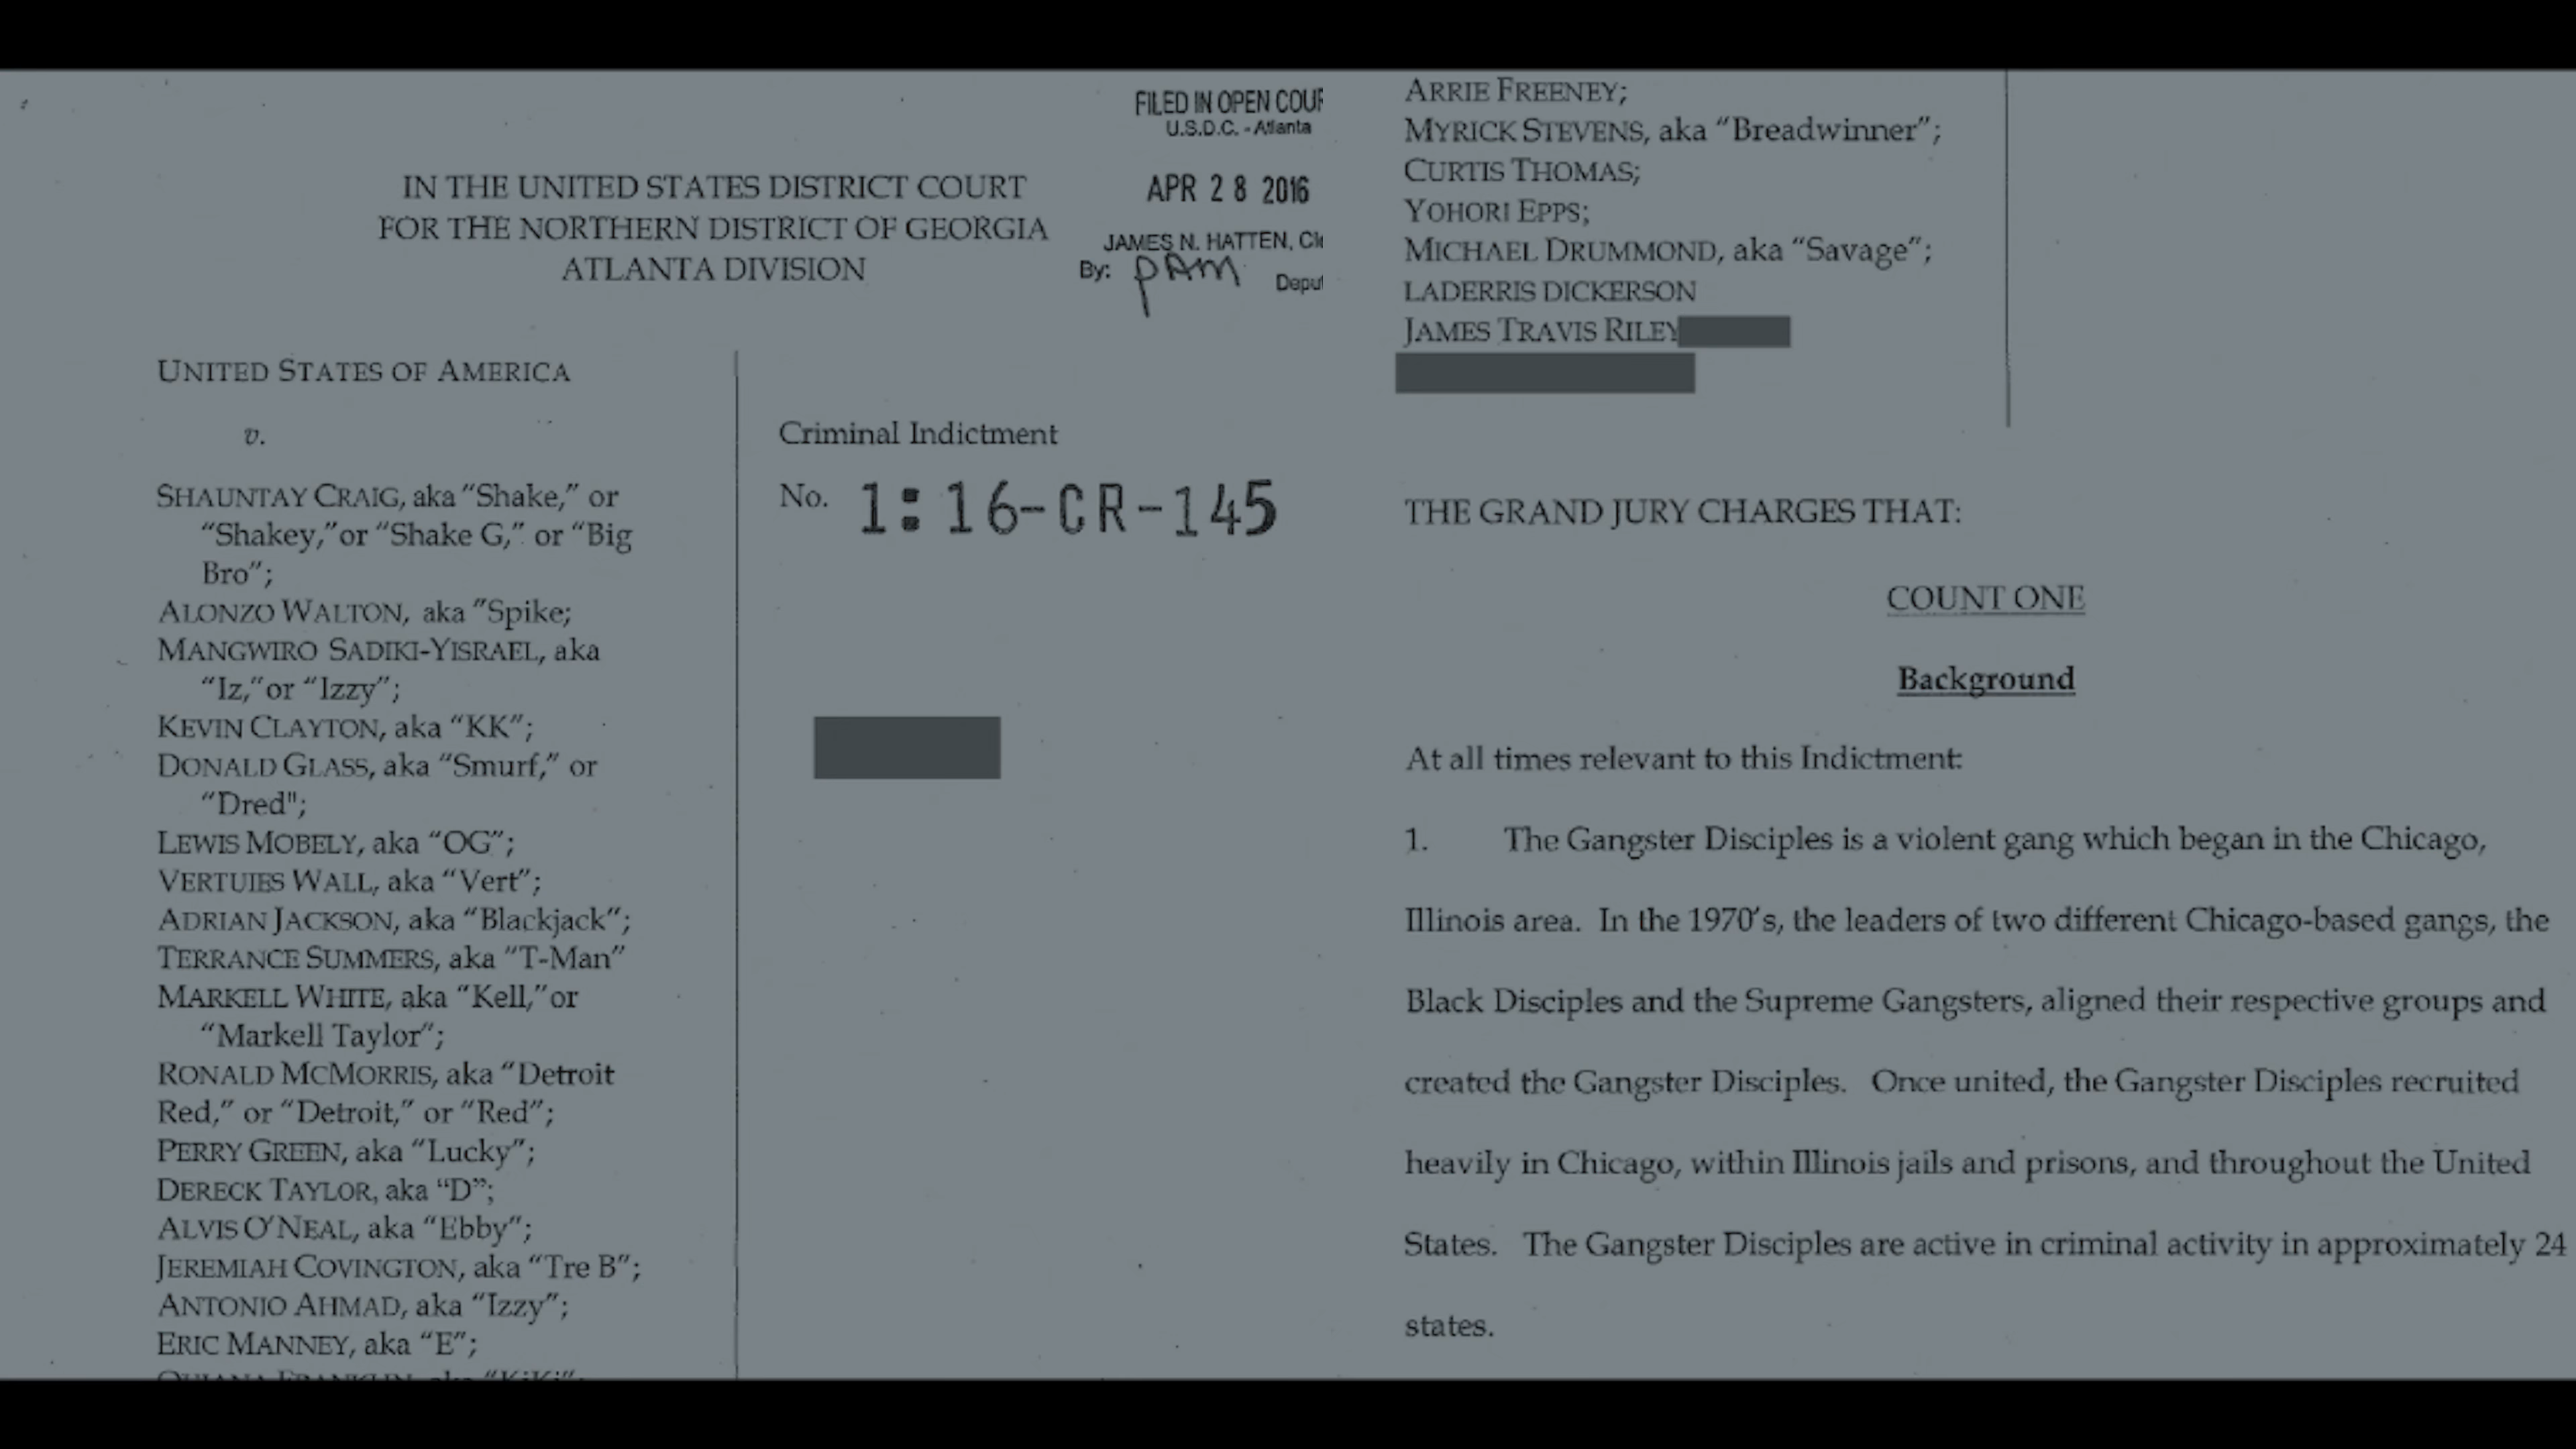 FILED IN OPEN COUR
U.S.D.C. - Atlanta
APR 28 2016
JAMES N. HATTEN, Cl
By: PAM Deput
IN THE UNITED STATES DISTRICT COURT
FOR THE NORTHERN DISTRICT OF GEORGIA
ATLANTA DIVISION
UNITED STATES OF AMERICA
v.
SHAUNTAY CRAIG, aka "Shake," or
"Shakey,"or "Shake G," or "Big
Bro";
ALONZO WALTON, aka "Spike;
MANGWIRO SADIKI-YISRAEL, aka
"Iz,"or "Izzy";
KEVIN CLAYTON, aka "KK";
DONALD GLASS, aka "Smurf," or
"Dred";
LEWIS MOBELY, aka "OG";
VERTUIES WALL, aka "Vert";
ADRIAN JACKSON, aka "Blackjack";
TERRANCE SUMMERS, aka "T-Man"
MARKELL WHITE, aka "Kell,"or
"Markell Taylor";
RONALD MCMORRIS, aka "Detroit
Red," or "Detroit," or "Red";
PERRY GREEN, aka "Lucky";
DERECK TAYLOR, aka "D";
ALVIS O'NEAL, aka "Ebby";
JEREMIAH COVINGTON, aka "Tre B";
ANTONIO AHMAD, aka "Izzy";
ERIC MANNEY, aka "E";
Criminal Indictment
No. 1:16-CR-145
ARRIE FREENEY;
MYRICK STEVENS, aka "Breadwinner";
CURTIS THOMAS;
YOHORI EPPS;
MICHAEL DRUMMOND, aka "Savage";
LADERRIS DICKERSON
JAMES TRAVIS RILEY
THE GRAND JURY CHARGES THAT:
COUNT ONE
Background
At all times relevant to this Indictment:
1. The Gangster Disciples is a violent gang which began in the Chicago,
Illinois area. In the 1970's, the leaders of two different Chicago-based gangs, the
Black Disciples and the Supreme Gangsters, aligned their respective groups and
created the Gangster Disciples. Once united, the Gangster Disciples recruited
heavily in Chicago, within Illinois jails and prisons, and throughout the United
States. The Gangster Disciples are active in criminal activity in approximately 24
states.